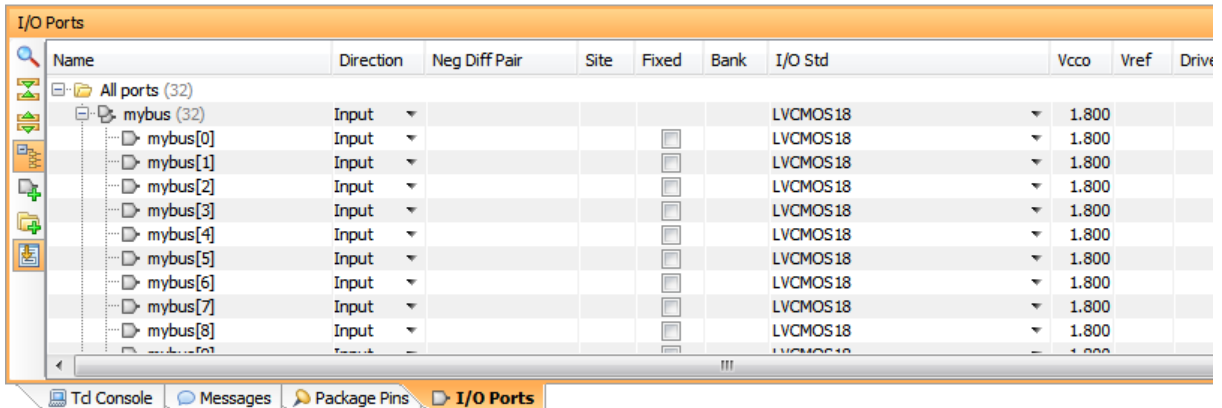 I/O Ports
Name Direction Neg Diff Pair Site Fixed Bank I/O Std Vcco Vref Drive
All ports (32)
mybus (32) Input LVCMOS18 1.800
mybus[0] Input LVCMOS18 1.800
mybus[1] Input LVCMOS18 1.800
mybus[2] Input LVCMOS18 1.800
mybus[3] Input LVCMOS18 1.800
mybus[4] Input LVCMOS18 1.800
mybus[5] Input LVCMOS18 1.800
mybus[6] Input LVCMOS18 1.800
mybus[7] Input LVCMOS18 1.800
mybus[8] Input LVCMOS18 1.800
Tcl Console Messages Package Pins I/O Ports